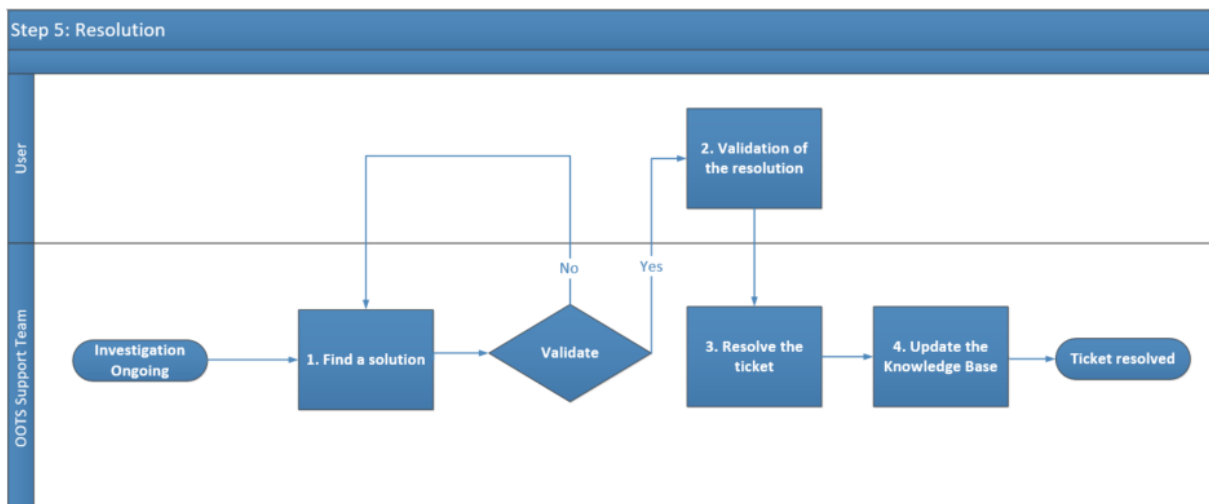 Step 5: Resolution
User
2. Validation of
the resolution
No
Yes
OOTS Support Team
Investigation
Ongoing
1. Find a solution
Validate
3. Resolve the
ticket
4. Update the
Knowledge Base
Ticket resolved